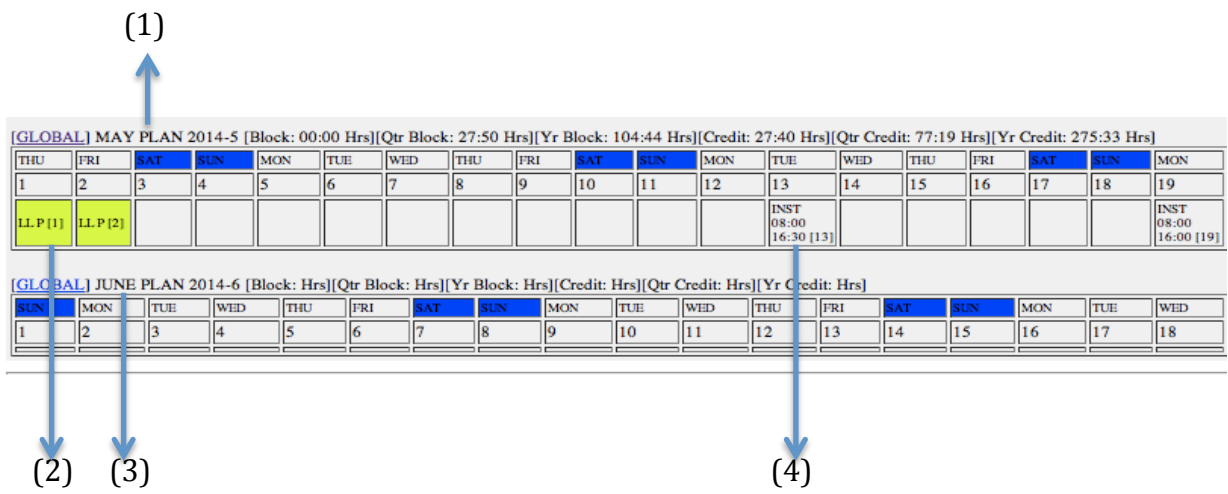 (1)
[GLOBAL] MAY PLAN 2014-5 [Block: 00:00 Hrs][Qtr Block: 27:50 Hrs][Yr Block: 104:44 Hrs][Credit: 27:40 Hrs][Qtr Credit: 77:19 Hrs][Yr Credit: 275:33 Hrs]
THU FRI SAT SUN MON TUE WED THU FRI SAT SUN MON TUE WED THU FRI SAT SUN MON
1 2 3 4 5 6 7 8 9 10 11 12 13 14 15 16 17 18 19
LL P [1] LL P [2] INST 08:00 16:30 [13] INST 08:00 16:00 [19]
[GLOBAL] JUNE PLAN 2014-6 [Block: Hrs][Qtr Block: Hrs][Yr Block: Hrs][Credit: Hrs][Qtr Credit: Hrs][Yr Credit: Hrs]
SUN MON TUE WED THU FRI SAT SUN MON TUE WED THU FRI SAT SUN MON TUE WED
1 2 3 4 5 6 7 8 9 10 11 12 13 14 15 16 17 18
(2) (3) (4)